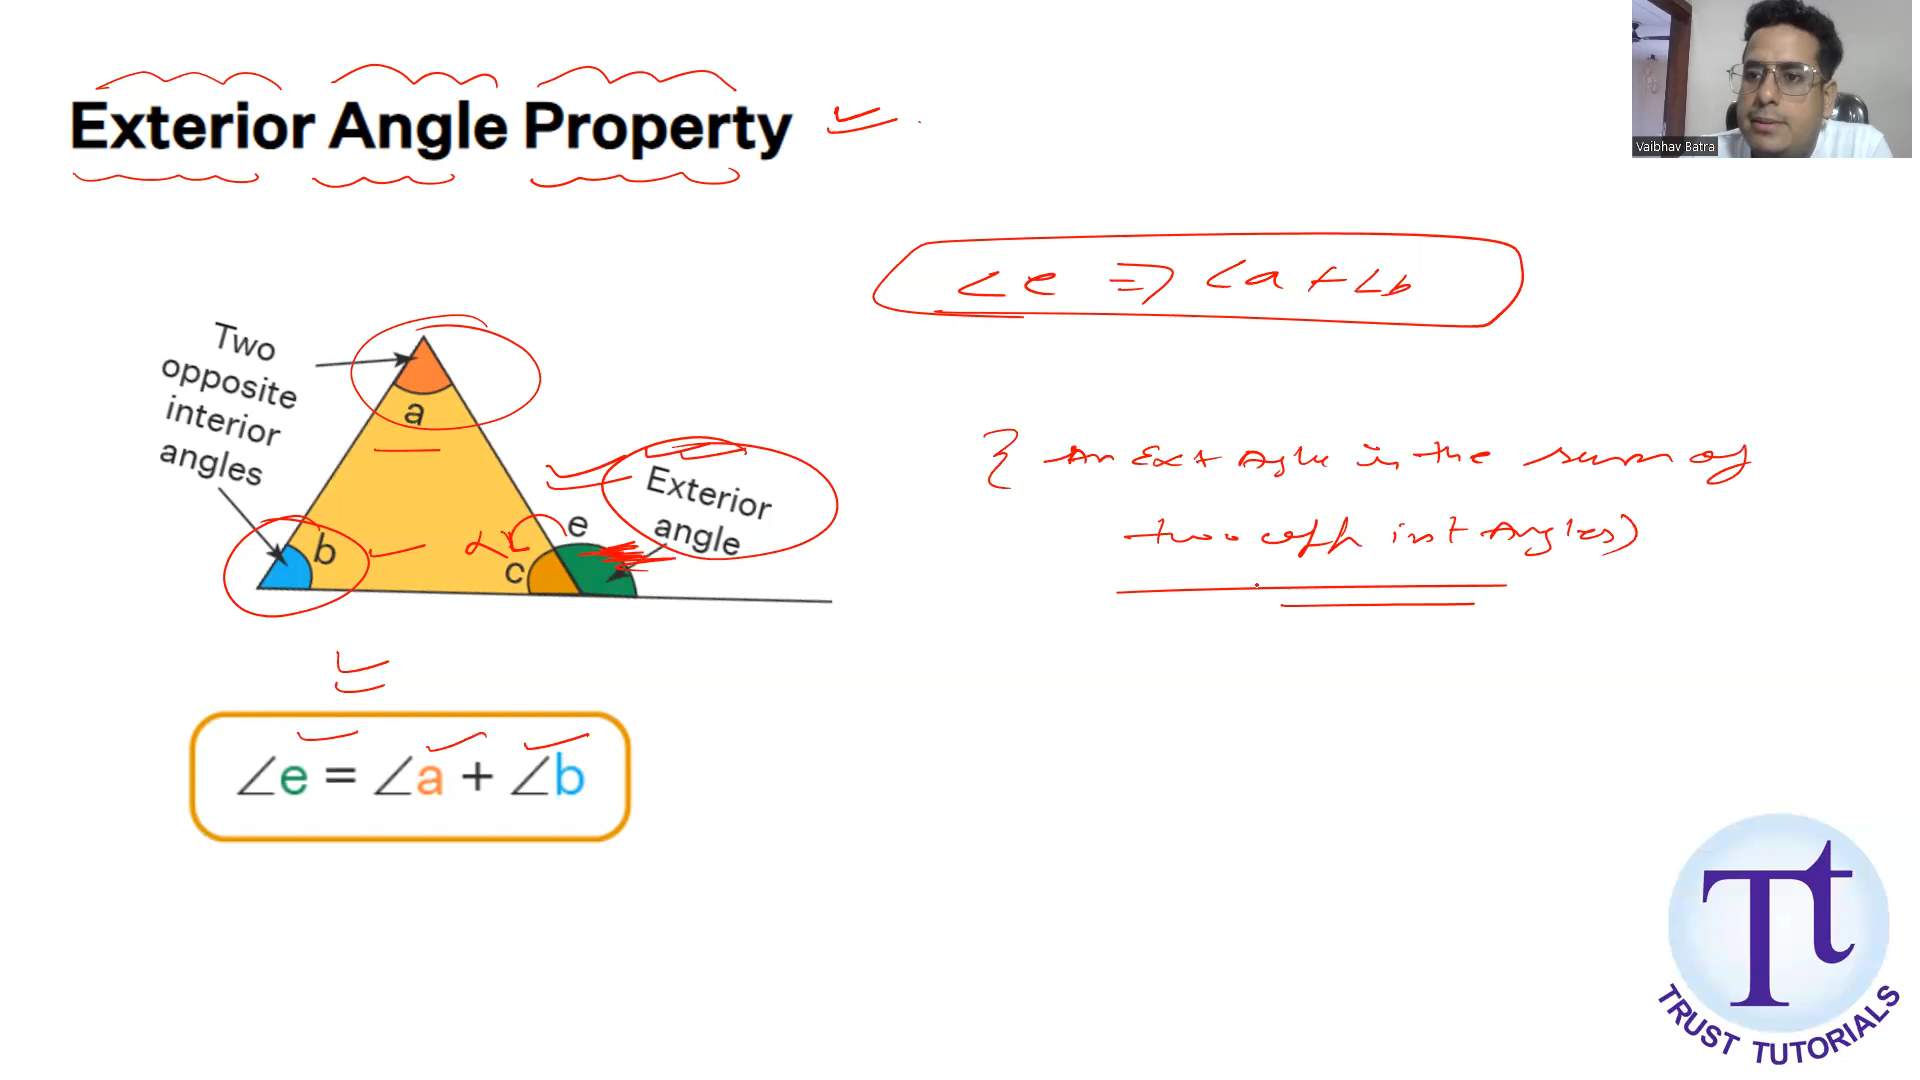 Exterior Angle Property
Vaibhav Batra
∠e ⇒ ∠a + ∠b
Two
opposite
interior
angles
a
b
c
e
Exterior
angle
An Ext Agle is the sum of
two opp int Angles)
∠e = ∠a + ∠b
Tt
TRUST TUTORIALS